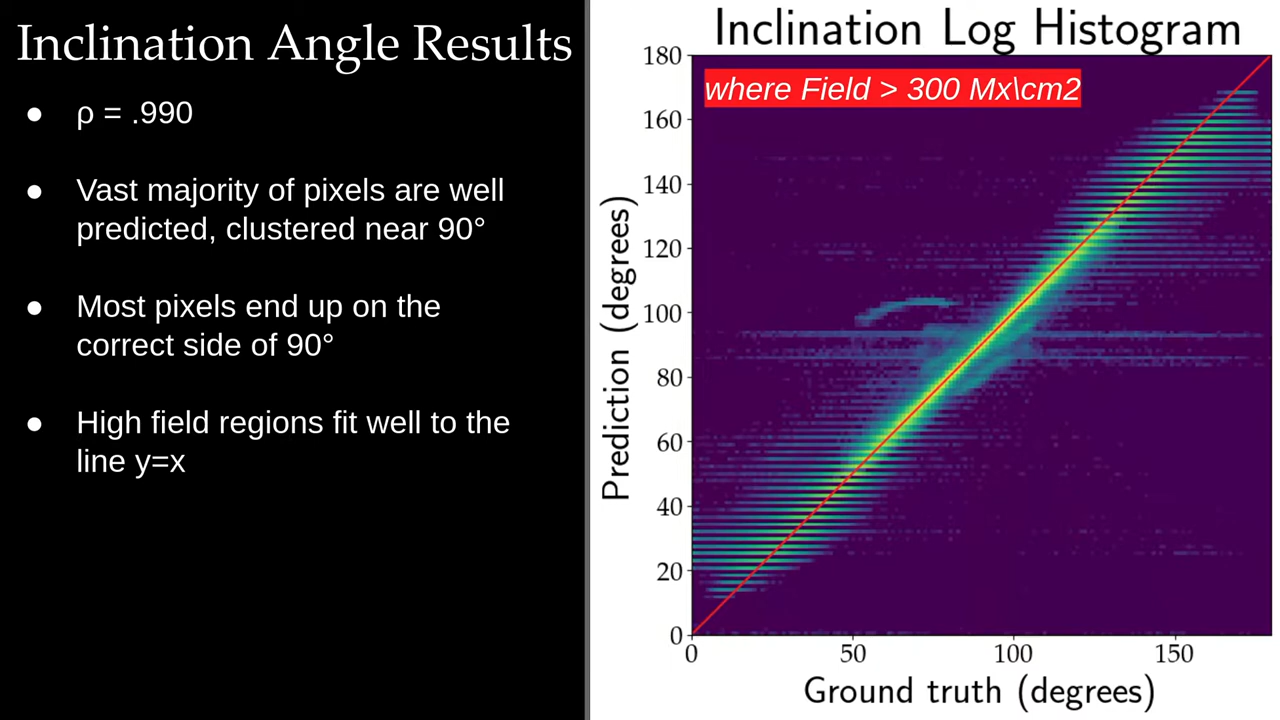 Inclination Angle Results
● ρ = .990
● Vast majority of pixels are well
predicted, clustered near 90°
● Most pixels end up on the
correct side of 90°
● High field regions fit well to the
line y=x
Inclination Log Histogram
where Field > 300 Mx\cm2
Prediction (degrees)
180
160
140
120
100
80
60
40
20
0
0 50 100 150
Ground truth (degrees)